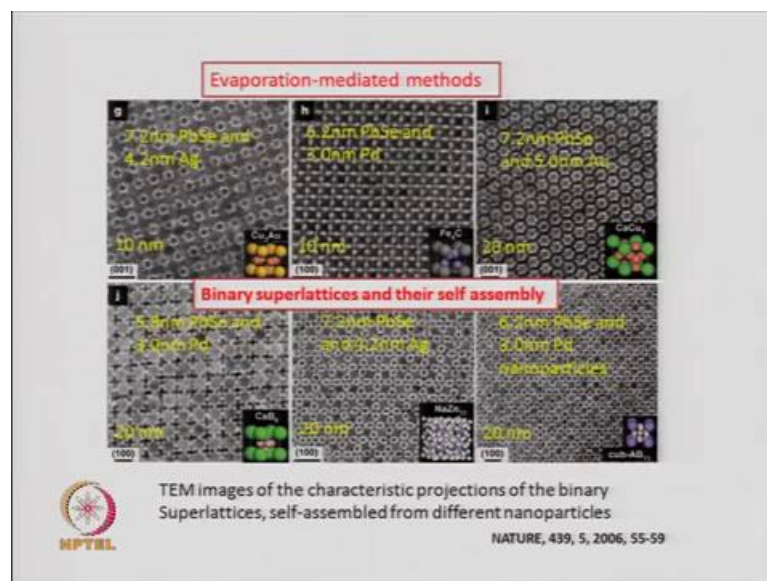 Evaporation-mediated methods
g
7.2nm PbSe and
4.2nm Ag
10 nm
(001)
Cu₃Au
h
6.2nm PbSe and
3.0nm Pd
10 nm
(100)
Fe₄C
i
7.2nm PbSe
and 5.0nm Au
20 nm
(001)
CaCu₅
Binary superlattices and their self assembly
j
5.8nm PbSe and
3.0nm Pd
20 nm
(100)
CaB₆
7.2nm PbSe
and 4.2nm Ag
20 nm
(100)
NaZn₁₃
6.2nm PbSe and
3.0nm Pd
nanoparticles
20 nm
(100)
cub-AB₁₃
TEM images of the characteristic projections of the binary
Superlattices, self-assembled from different nanoparticles
NPTEL
NATURE, 439, 5, 2006, 55-59